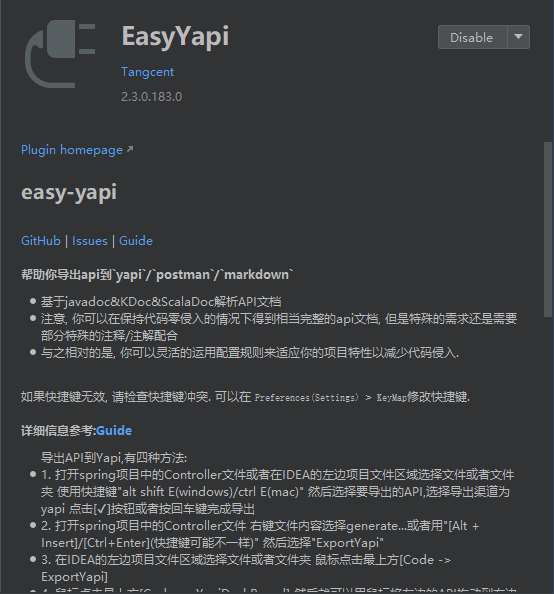 EasyYapi
Disable
Tangcent
2.3.0.183.0
Plugin homepage ↗
easy-yapi
GitHub | Issues | Guide
帮助你导出api到`yapi`/`postman`/`markdown`
● 基于javadoc&KDoc&ScalaDoc解析API文档
● 注意, 你可以在保持代码零侵入的情况下得到相当完整的api文档, 但是特殊的需求还是需要
部分特殊的注释/注解配合
● 与之相对的是, 你可以灵活的运用配置规则来适应你的项目特性以减少代码侵入.
如果快捷键无效, 请检查快捷键冲突. 可以在 Preferences(Settings) > KeyMap修改快捷键.
详细信息参考:Guide
导出API到Yapi,有四种方法:
● 1. 打开spring项目中的Controller文件或者在IDEA的左边项目文件区域选择文件或者文件
夹 使用快捷键"alt shift E(windows)/ctrl E(mac)" 然后选择要导出的API,选择导出渠道为
yapi 点击[✓]按钮或者按回车键完成导出
● 2. 打开spring项目中的Controller文件 右键文件内容选择generate...或者用"[Alt +
Insert]/[Ctrl+Enter](快捷键可能不一样)" 然后选择"ExportYapi"
● 3. 在IDEA的左边项目文件区域选择文件或者文件夹 鼠标点击最上方[Code ->
ExportYapi]